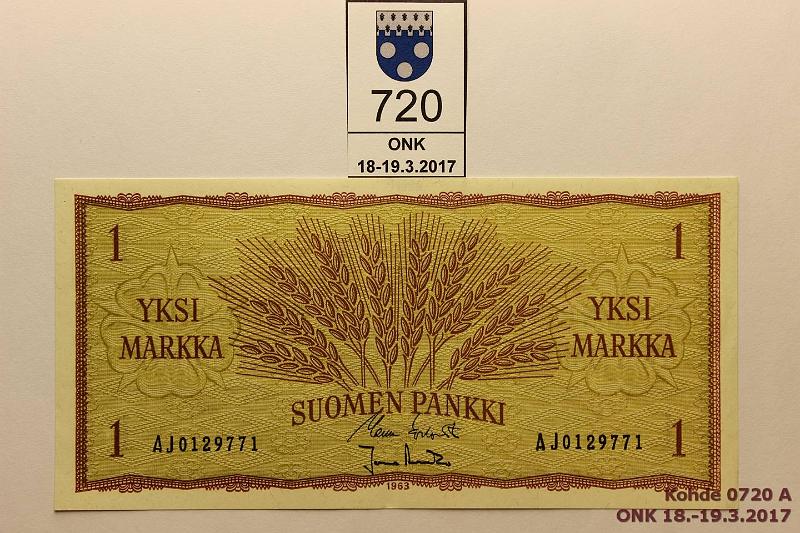 720
ONK
18-19.3.2017
1
1
YKSI
MARKKA
YKSI
MARKKA
SUOMEN PANKKI
1
AJ0129771
AJ0129771
1
1963
Kohde 0720 A
ONK 18.-19.3.2017